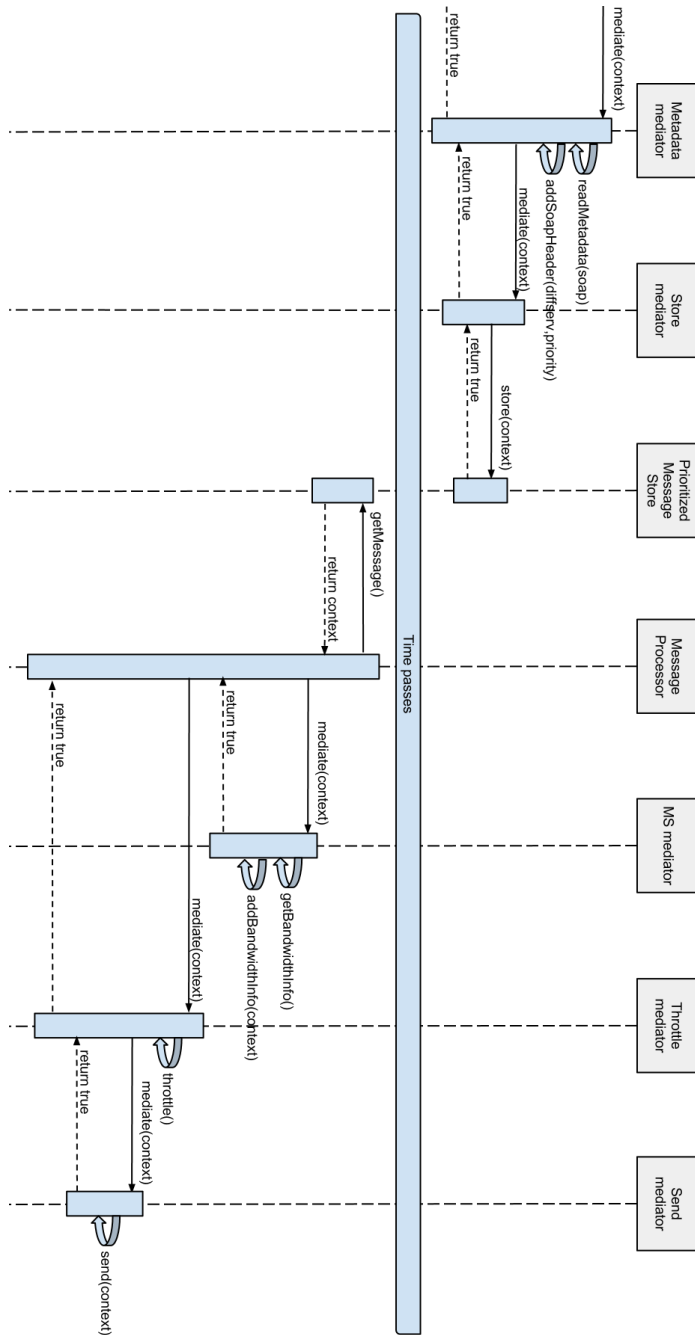 Metadata
mediator
Store
mediator
Prioritized
Message
Store
Message
Processor
MS mediator
Throttle
mediator
Send
mediator
mediate(context)
readMetadata(soap)
addSoapHeader(diffserv,priority)
mediate(context)
store(context)
return true
return true
return true
Time passes
getMessage()
return context
mediate(context)
getBandwidthInfo()
addBandwidthInfo(context)
return true
mediate(context)
throttle()
mediate(context)
send(context)
return true
return true